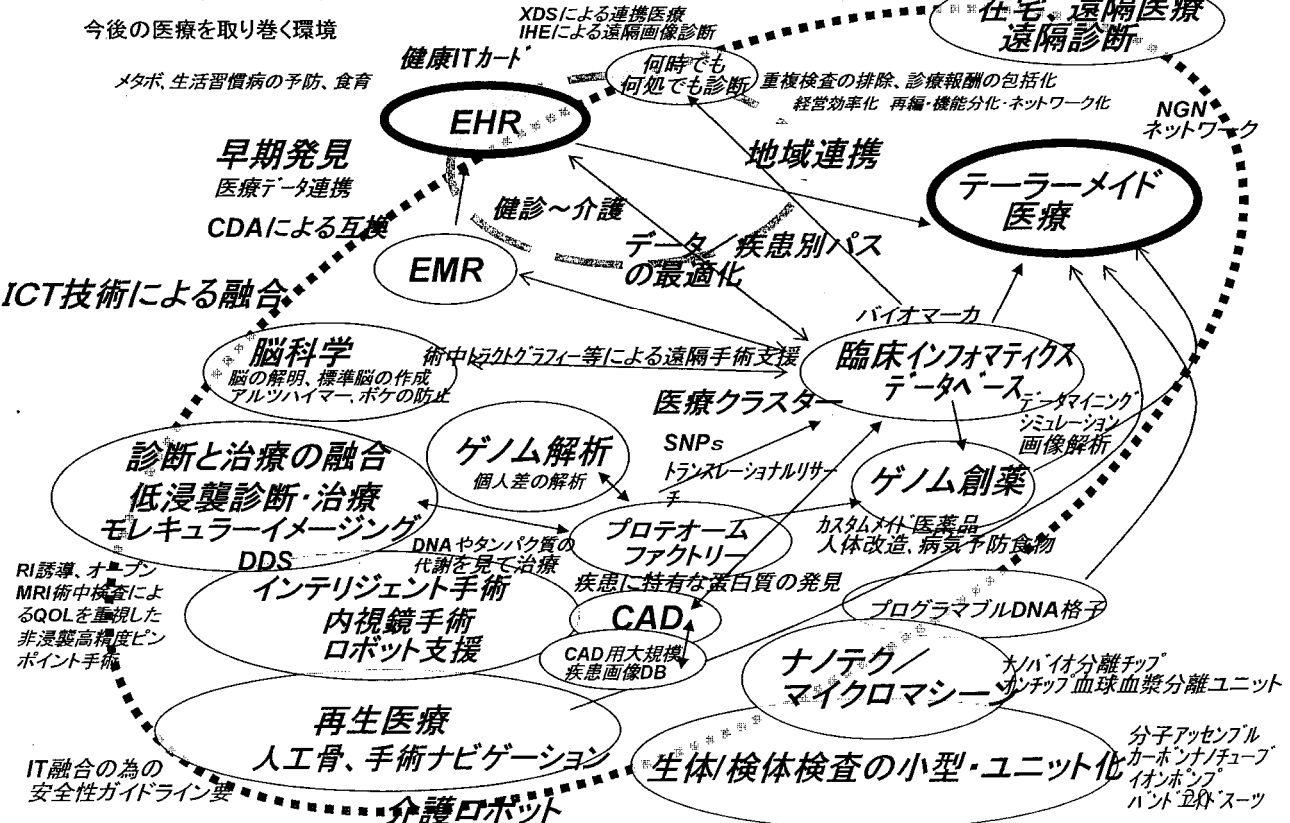 今後の医療を取り巻く環境
XDSによる連携医療
IHEによる遠隔画像診断
在宅、遠隔医療
遠隔診断
健康ITカード
何時でも
何処でも診断
メタボ、生活習慣病の予防、食育
重複検査の排除、診療報酬の包括化
経営効率化 再編・機能分化・ネットワーク化
NGN
ネットワーク
EHR
早期発見
医療データ連携
地域連携
テーラーメイド
医療
CDAによる互換
健診～介護
データ／疾患別パス
の最適化
EMR
ICT技術による融合
バイオマーカ
脳科学
脳の解明、標準脳の作成
アルツハイマー、ボケの防止
術中トラクトグラフィー等による遠隔手術支援
臨床インフォマティクス
データベース
医療クラスター
データマイニング
シミュレーション
画像解析
診断と治療の融合
低浸襲診断・治療
モレキュラーイメージング
DDS
ゲノム解析
個人差の解析
SNPs
トランスレーショナルリサー
チ
ゲノム創薬
プロテオーム
ファクトリー
カスタムメイド医薬品
人体改造、病気予防食物
DNAやタンパク質の
代謝を見て治療
疾患に特有な蛋白質の発見
RI誘導、オープン
MRI術中検査によ
るQOLを重視した
非浸襲高精度ピン
ポイント手術
インテリジェント手術
内視鏡手術
ロボット支援
CAD
CAD用大規模
疾患画像DB
プログラマブルDNA格子
ナノテク／
マイクロマシーン
ナノバイオ分離チップ
オンチップ血球血漿分離ユニット
再生医療
人工骨、手術ナビゲーション
生体/検体検査の小型・ユニット化
分子アッセンブル
カーボンナノチューブ
イオンポンプ
IT融合の為の
安全性ガイドライン要
介護ロボット